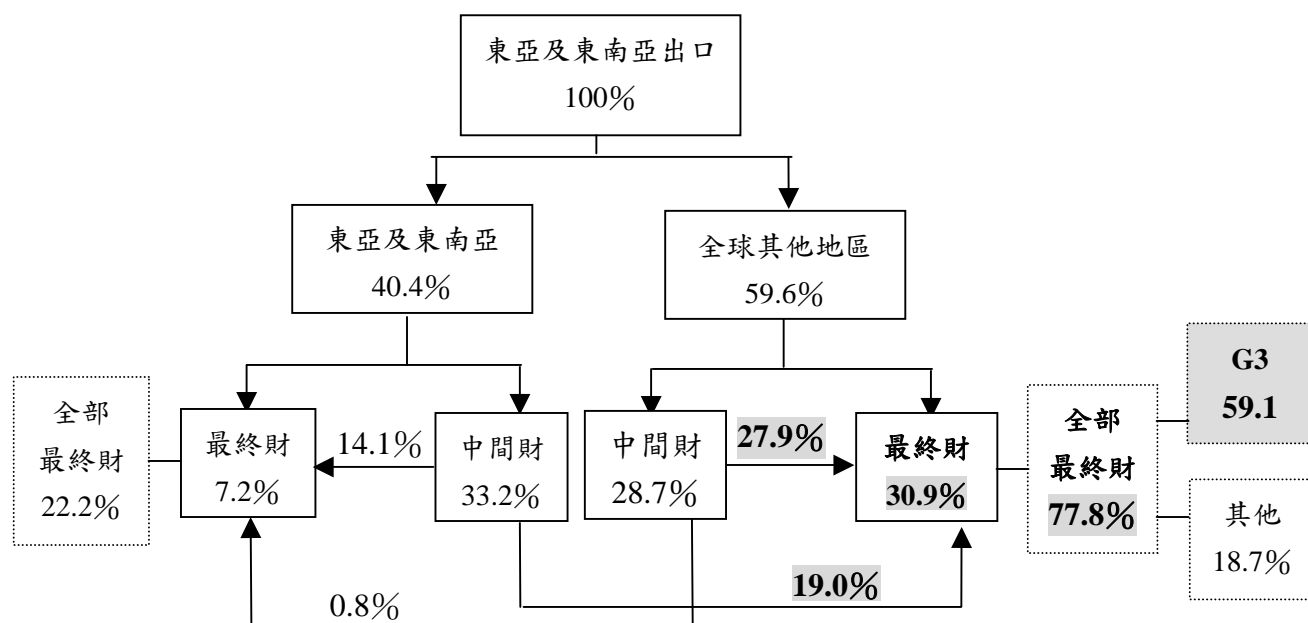 東亞及東南亞出口
100%
東亞及東南亞
40.4%
全球其他地區
59.6%
全部
最終財
22.2%
最終財
7.2%
14.1%
中間財
33.2%
中間財
28.7%
27.9%
最終財
30.9%
全部
最終財
77.8%
G3
59.1
其他
18.7%
0.8%
19.0%